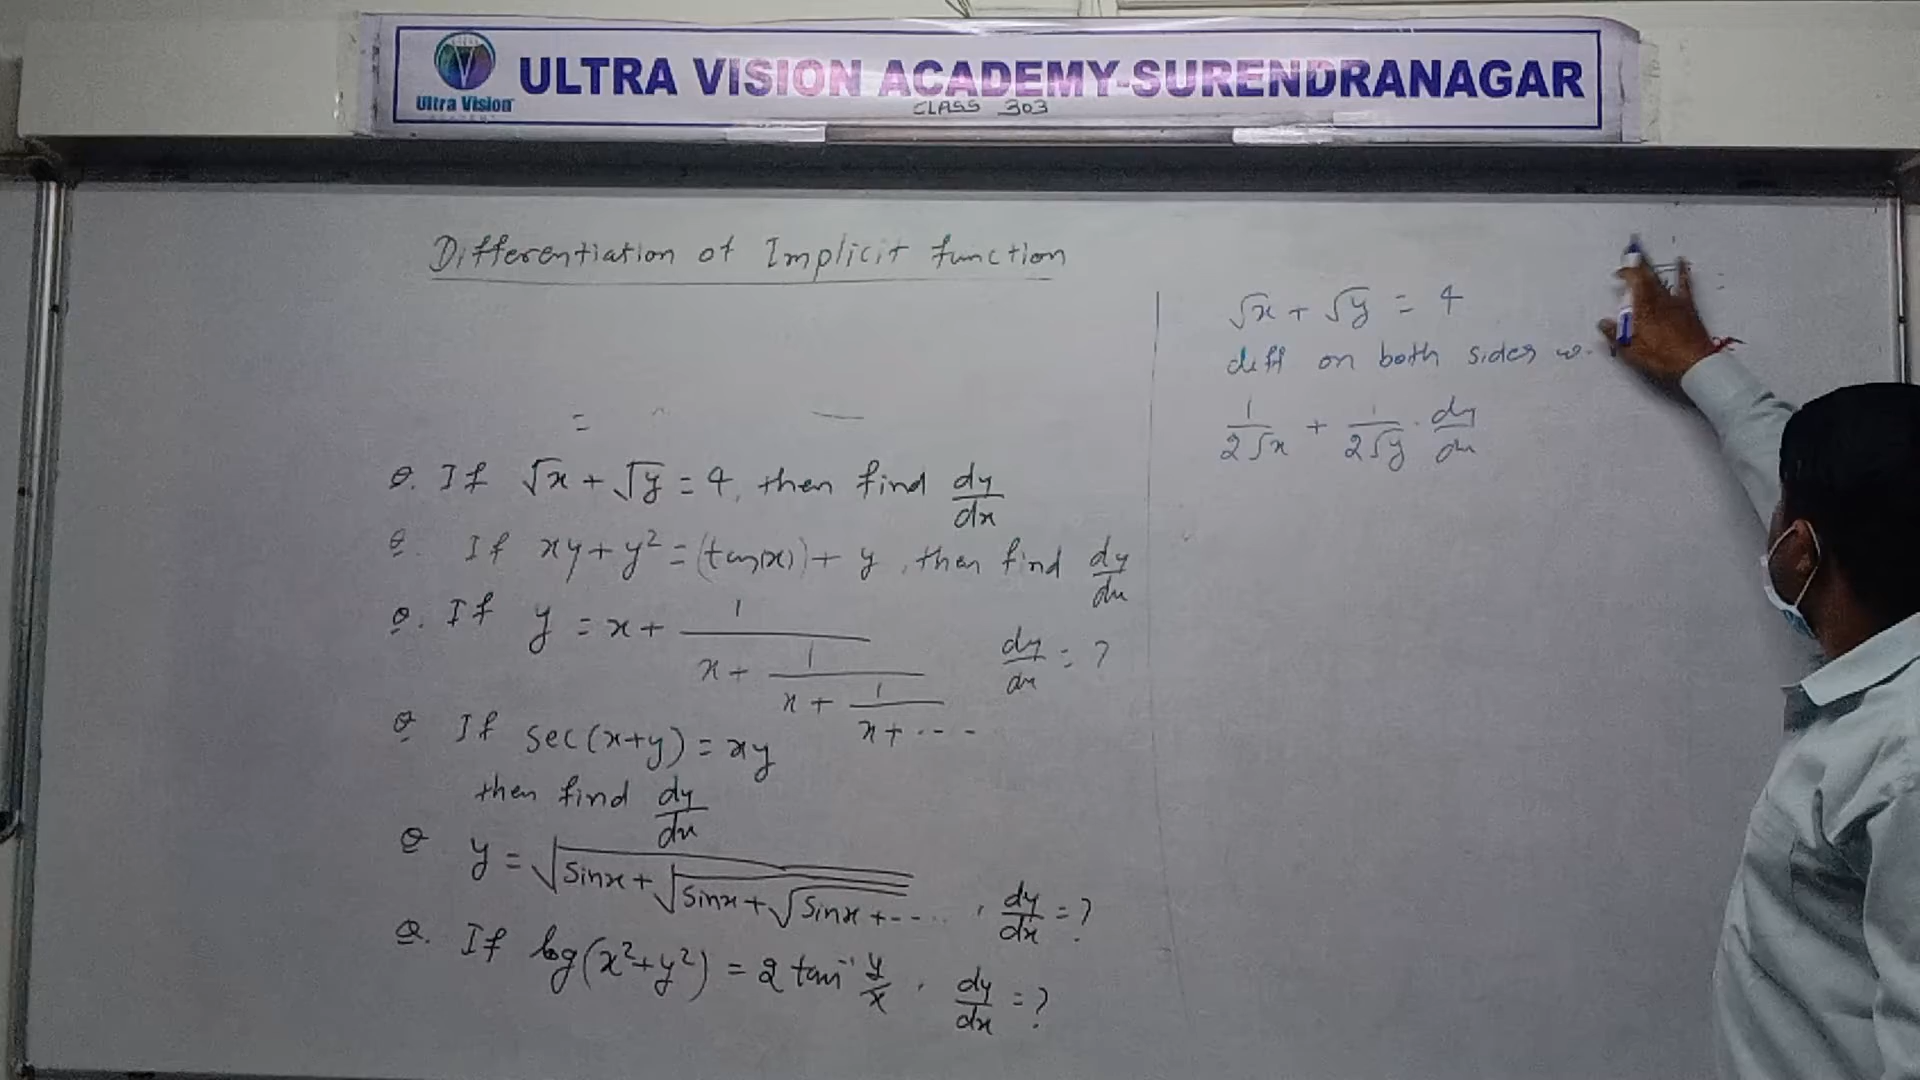 ULTRA VISION ACADEMY-SURENDRANAGAR
Ultra Vision
ACADEMY
CLASS 303
Differentiation of Implicit function
Q. If √x + √y = 4, then find dy/dx
Q. If xy + y² = (tan(x)) + y, then find dy/dx
Q. If y = x + 1/(x + 1/(x + 1/(x + ---
dy/dx = ?
Q If sec(x+y) = xy
then find dy/dx
Q y = √(sinx + √(sinx + √(sinx + ---- , dy/dx = ?
Q. If log(x²+y²) = 2 tan⁻¹ y/x , dy/dx = ?
√x + √y = 4
diff on both sides w.
1/(2√x) + 1/(2√y) · dy/dx